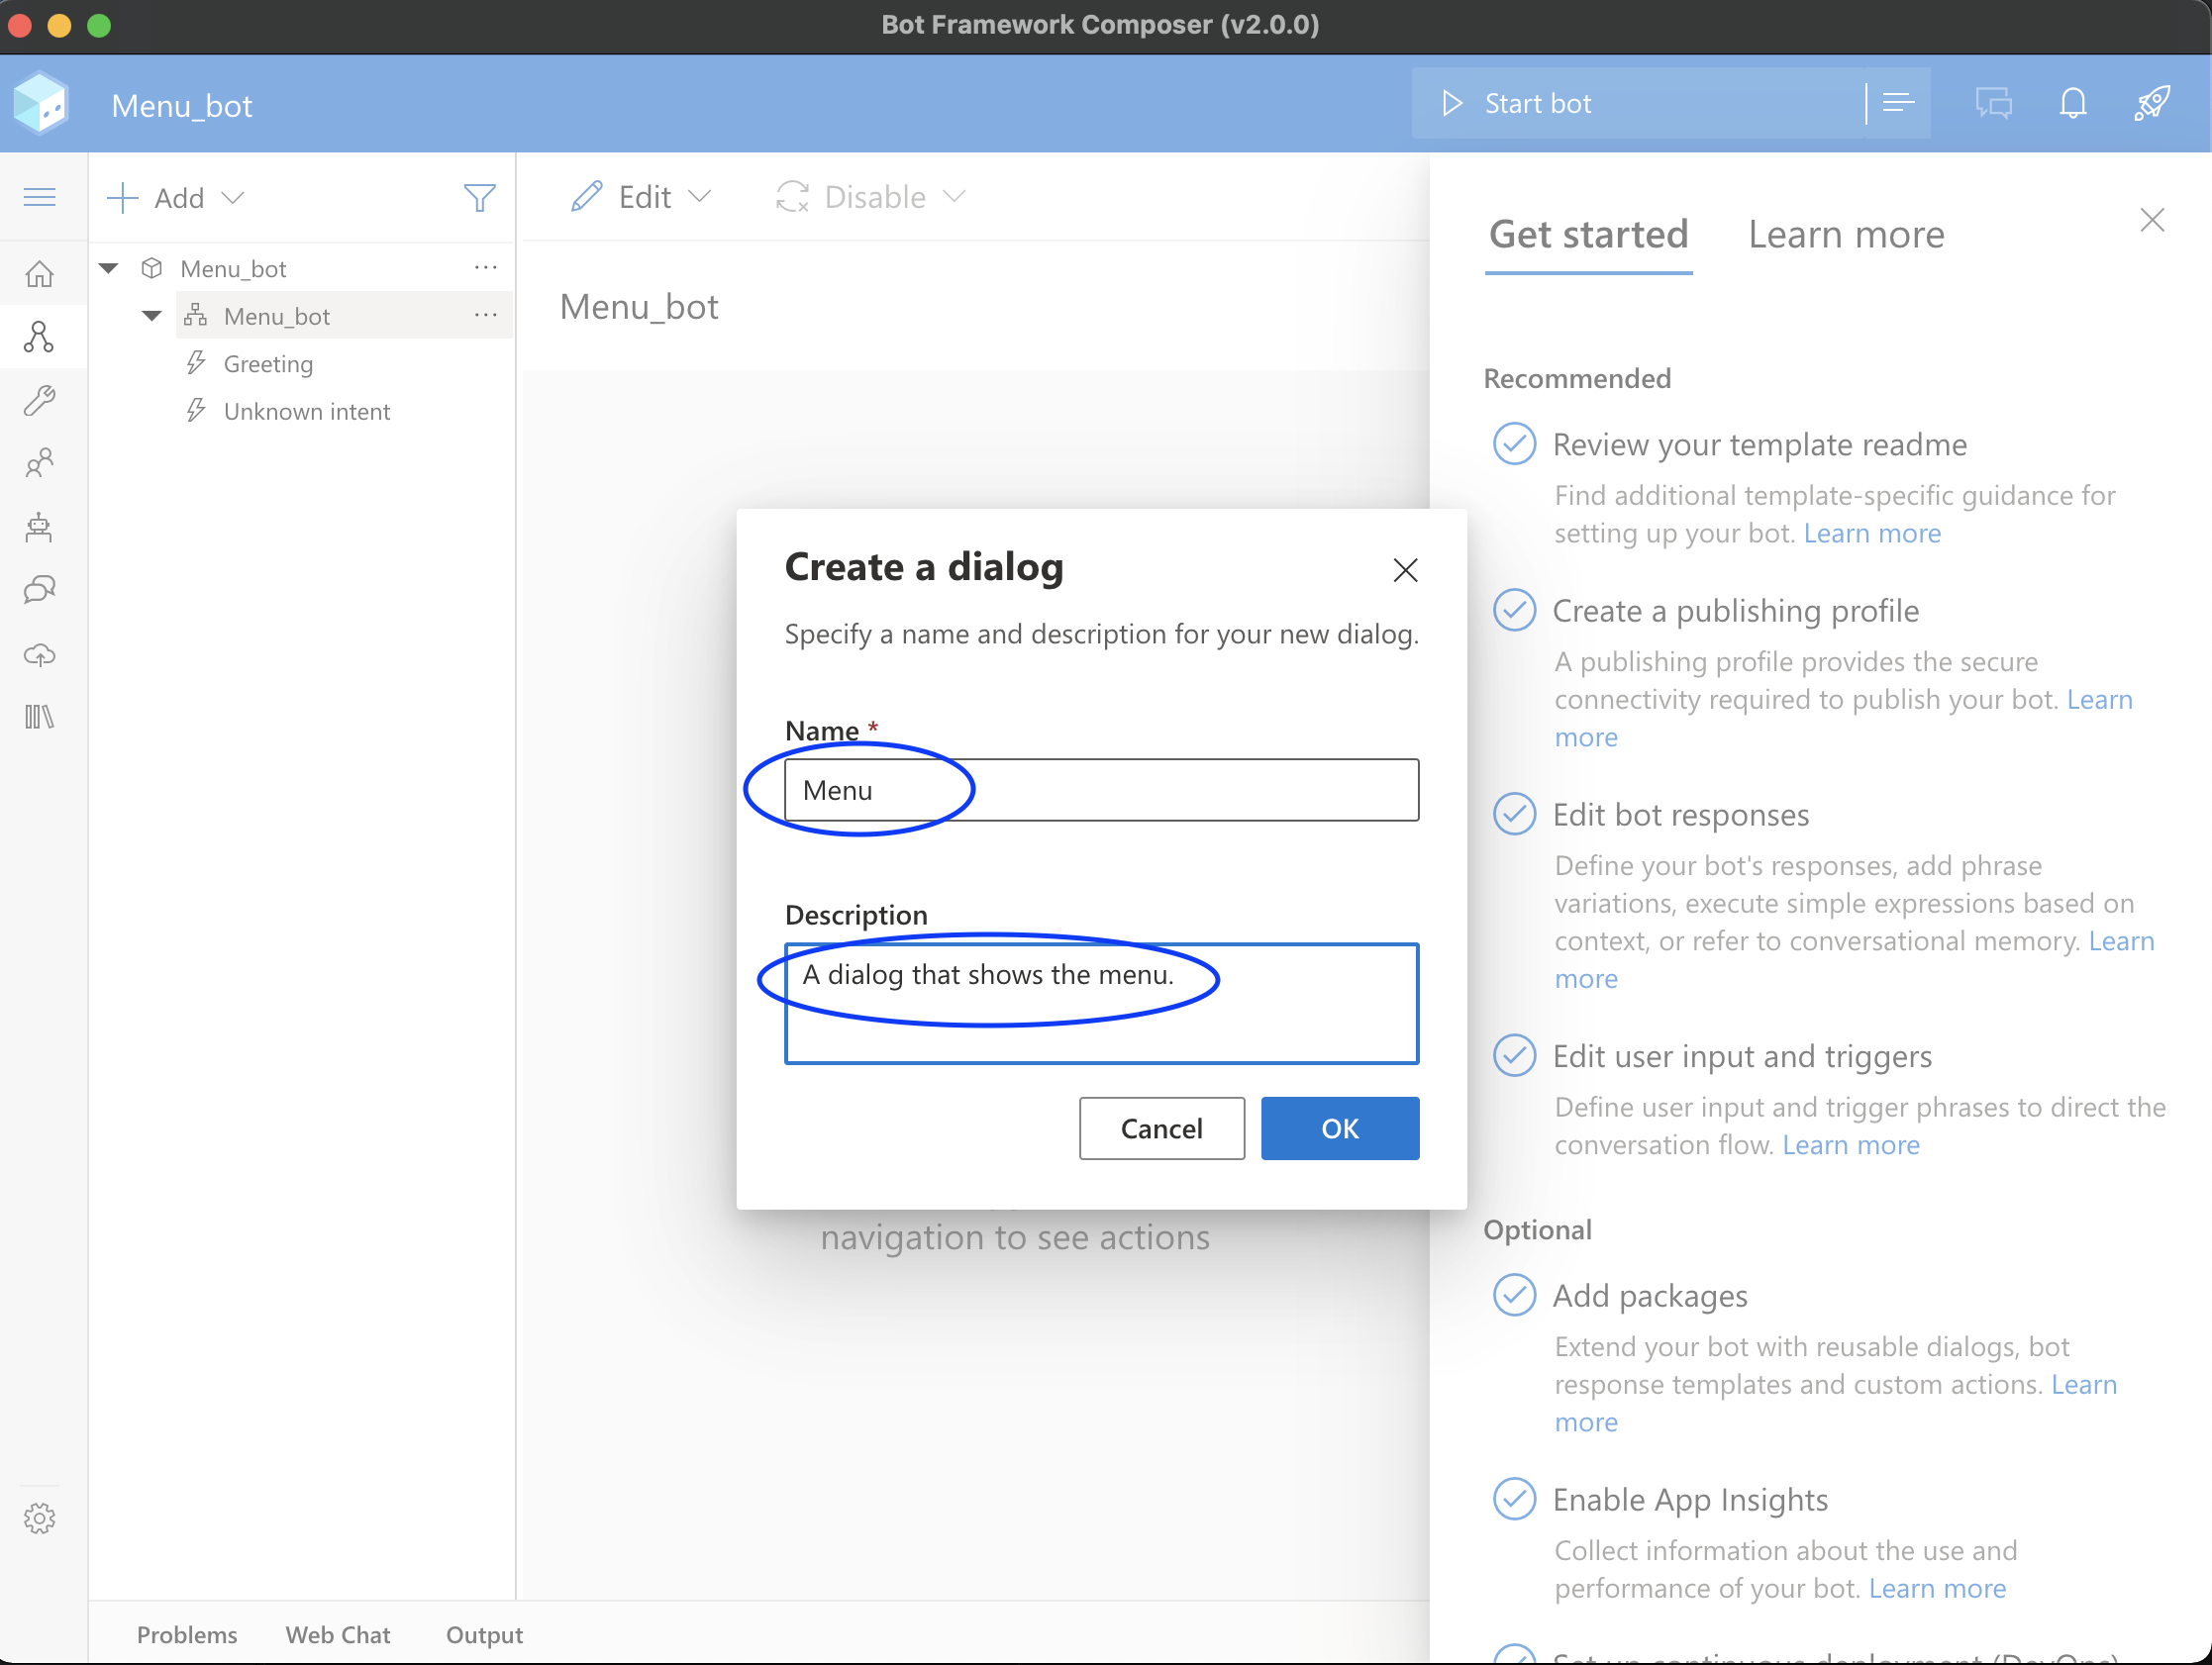 Bot Framework Composer (v2.0.0)
Menu_bot
Start bot
Add
Edit
Disable
Menu_bot
Menu_bot
Greeting
Unknown intent
Menu_bot
navigation to see actions
Create a dialog
Specify a name and description for your new dialog.
Name *
Menu
Description
A dialog that shows the menu.
Cancel
OK
Get started
Learn more
Recommended
Review your template readme
Find additional template-specific guidance for
setting up your bot. Learn more
Create a publishing profile
A publishing profile provides the secure
connectivity required to publish your bot. Learn
more
Edit bot responses
Define your bot's responses, add phrase
variations, execute simple expressions based on
context, or refer to conversational memory. Learn
more
Edit user input and triggers
Define user input and trigger phrases to direct the
conversation flow. Learn more
Optional
Add packages
Extend your bot with reusable dialogs, bot
response templates and custom actions. Learn
more
Enable App Insights
Collect information about the use and
performance of your bot. Learn more
Set up continuous deployment (DevOps)
Problems
Web Chat
Output